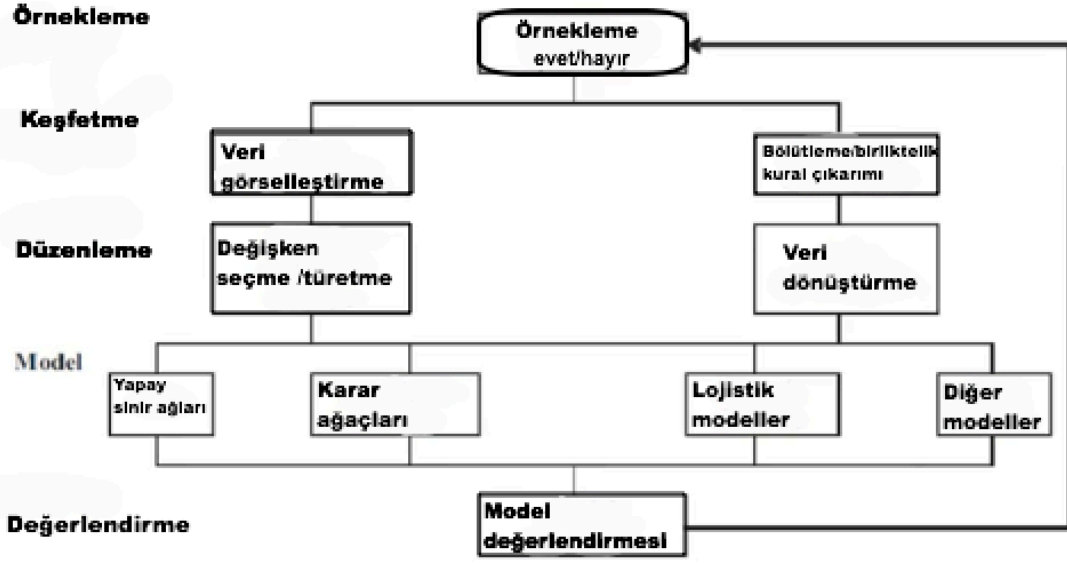 Örnekleme
Örnekleme
evet/hayır
Keşfetme
Veri
görselleştirme
Bölütleme/birliktelik
kural çıkarımı
Düzenleme
Değişken
seçme /türetme
Veri
dönüştürme
Model
Yapay
sinir ağları
Karar
ağaçları
Lojistik
modeller
Diğer
modeller
Değerlendirme
Model
değerlendirmesi